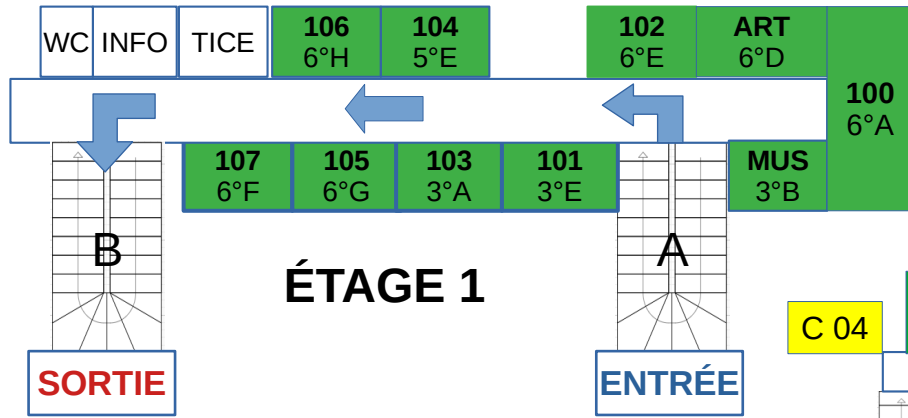 WC INFO TICE
106
6°H
104
5°E
102
6°E
ART
6°D
100
6°A
107
6°F
105
6°G
103
3°A
101
3°E
MUS
3°B
B
A
ÉTAGE 1
C 04
SORTIE
ENTRÉE